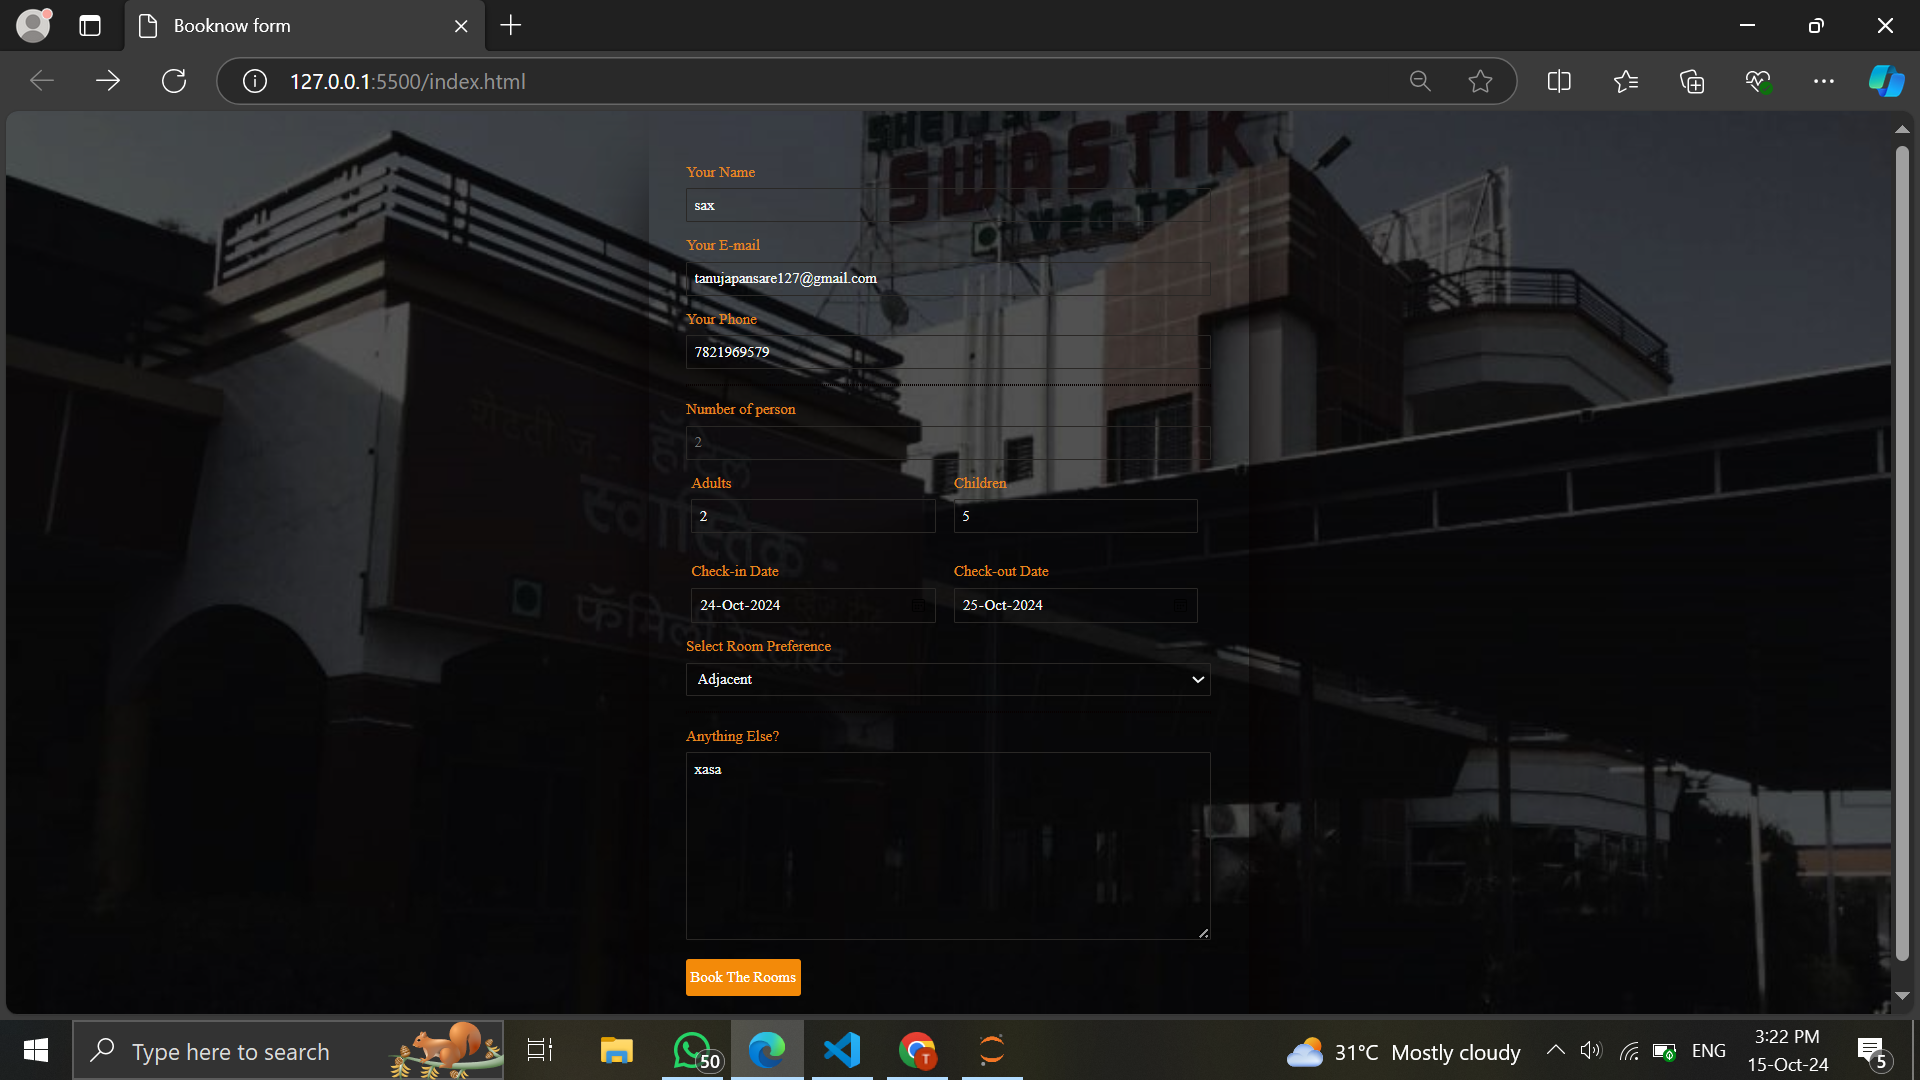 Booknow form
127.0.0.1:5500/index.html
SWASTIK
Your Name
sax
Your E-mail
tanujapansare127@gmail.com
Your Phone
7821969579
Number of person
2
हॉटेल
स्वास्तिक -
Adults
Children
2
5
Check-in Date
Check-out Date
24-Oct-2024
25-Oct-2024
Select Room Preference
Adjacent
Anything Else?
xasa
Book The Rooms
Type here to search
50
T
31°C Mostly cloudy
ENG
3:22 PM
15-Oct-24
5